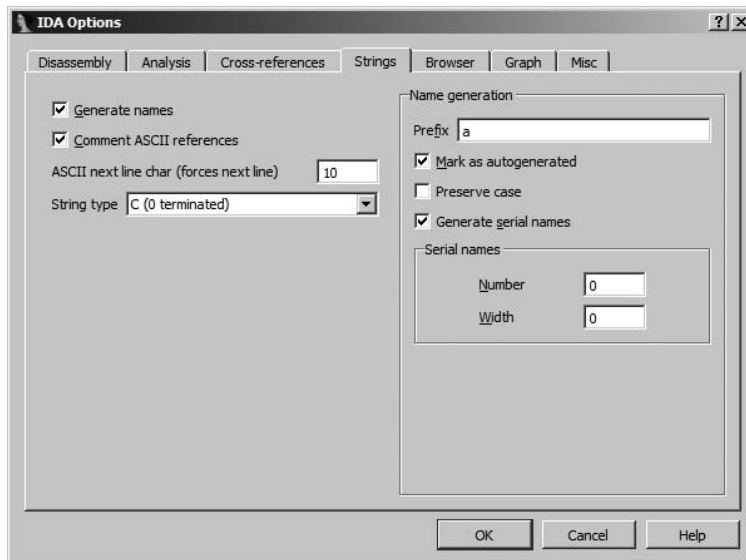 IDA Options
Disassembly Analysis Cross-references Strings Browser Graph Misc
Generate names
Comment ASCII references
ASCII next line char (forces next line) 10
String type C (0 terminated)
Name generation
Prefix a
Mark as autogenerated
Preserve case
Generate serial names
Serial names
Number 0
Width 0
OK Cancel Help